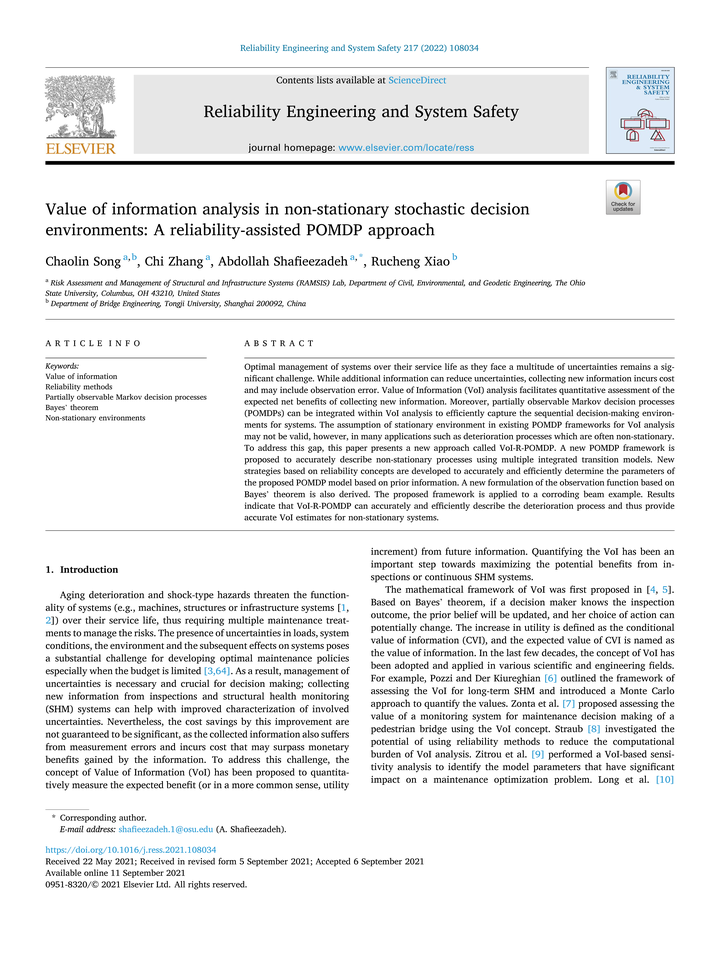 Reliability Engineering and System Safety 217 (2022) 108034
ELSEVIER
Contents lists available at ScienceDirect
Reliability Engineering and System Safety
journal homepage: www.elsevier.com/locate/ress
RELIABILITY
ENGINEERING
& SYSTEM
SAFETY
Check for
updates
Value of information analysis in non-stationary stochastic decision
environments: A reliability-assisted POMDP approach
Chaolin Song a,b, Chi Zhang a, Abdollah Shafieezadeh a,*, Rucheng Xiao b
a Risk Assessment and Management of Structural and Infrastructure Systems (RAMSIS) Lab, Department of Civil, Environmental, and Geodetic Engineering, The Ohio
State University, Columbus, OH 43210, United States
b Department of Bridge Engineering, Tongji University, Shanghai 200092, China
ARTICLE INFO
Keywords:
Value of information
Reliability methods
Partially observable Markov decision processes
Bayes' theorem
Non-stationary environments
ABSTRACT
Optimal management of systems over their service life as they face a multitude of uncertainties remains a sig-
nificant challenge. While additional information can reduce uncertainties, collecting new information incurs cost
and may include observation error. Value of Information (VoI) analysis facilitates quantitative assessment of the
expected net benefits of collecting new information. Moreover, partially observable Markov decision processes
(POMDPs) can be integrated within VoI analysis to efficiently capture the sequential decision-making environ-
ments for systems. The assumption of stationary environment in existing POMDP frameworks for VoI analysis
may not be valid, however, in many applications such as deterioration processes which are often non-stationary.
To address this gap, this paper presents a new approach called VoI-R-POMDP. A new POMDP framework is
proposed to accurately describe non-stationary processes using multiple integrated transition models. New
strategies based on reliability concepts are developed to accurately and efficiently determine the parameters of
the proposed POMDP model based on prior information. A new formulation of the observation function based on
Bayes' theorem is also derived. The proposed framework is applied to a corroding beam example. Results
indicate that VoI-R-POMDP can accurately and efficiently describe the deterioration process and thus provide
accurate VoI estimates for non-stationary systems.
1. Introduction
Aging deterioration and shock-type hazards threaten the function-
ality of systems (e.g., machines, structures or infrastructure systems [1,
2]) over their service life, thus requiring multiple maintenance treat-
ments to manage the risks. The presence of uncertainties in loads, system
conditions, the environment and the subsequent effects on systems poses
a substantial challenge for developing optimal maintenance policies
especially when the budget is limited [3,64]. As a result, management of
uncertainties is necessary and crucial for decision making; collecting
new information from inspections and structural health monitoring
(SHM) systems can help with improved characterization of involved
uncertainties. Nevertheless, the cost savings by this improvement are
not guaranteed to be significant, as the collected information also suffers
from measurement errors and incurs cost that may surpass monetary
benefits gained by the information. To address this challenge, the
concept of Value of Information (VoI) has been proposed to quantita-
tively measure the expected benefit (or in a more common sense, utility
increment) from future information. Quantifying the VoI has been an
important step towards maximizing the potential benefits from in-
spections or continuous SHM systems.
The mathematical framework of VoI was first proposed in [4, 5].
Based on Bayes' theorem, if a decision maker knows the inspection
outcome, the prior belief will be updated, and her choice of action can
potentially change. The increase in utility is defined as the conditional
value of information (CVI), and the expected value of CVI is named as
the value of information. In the last few decades, the concept of VoI has
been adopted and applied in various scientific and engineering fields.
For example, Pozzi and Der Kiureghian [6] outlined the framework of
assessing the VoI for long-term SHM and introduced a Monte Carlo
approach to quantify the values. Zonta et al. [7] proposed assessing the
value of a monitoring system for maintenance decision making of a
pedestrian bridge using the VoI concept. Straub [8] investigated the
potential of using reliability methods to reduce the computational
burden of VoI analysis. Zitrou et al. [9] performed a VoI-based sensi-
tivity analysis to identify the model parameters that have significant
impact on a maintenance optimization problem. Long et al. [10]
* Corresponding author.
E-mail address: shafieezadeh.1@osu.edu (A. Shafieezadeh).
https://doi.org/10.1016/j.ress.2021.108034
Received 22 May 2021; Received in revised form 5 September 2021; Accepted 6 September 2021
Available online 11 September 2021
0951-8320/© 2021 Elsevier Ltd. All rights reserved.